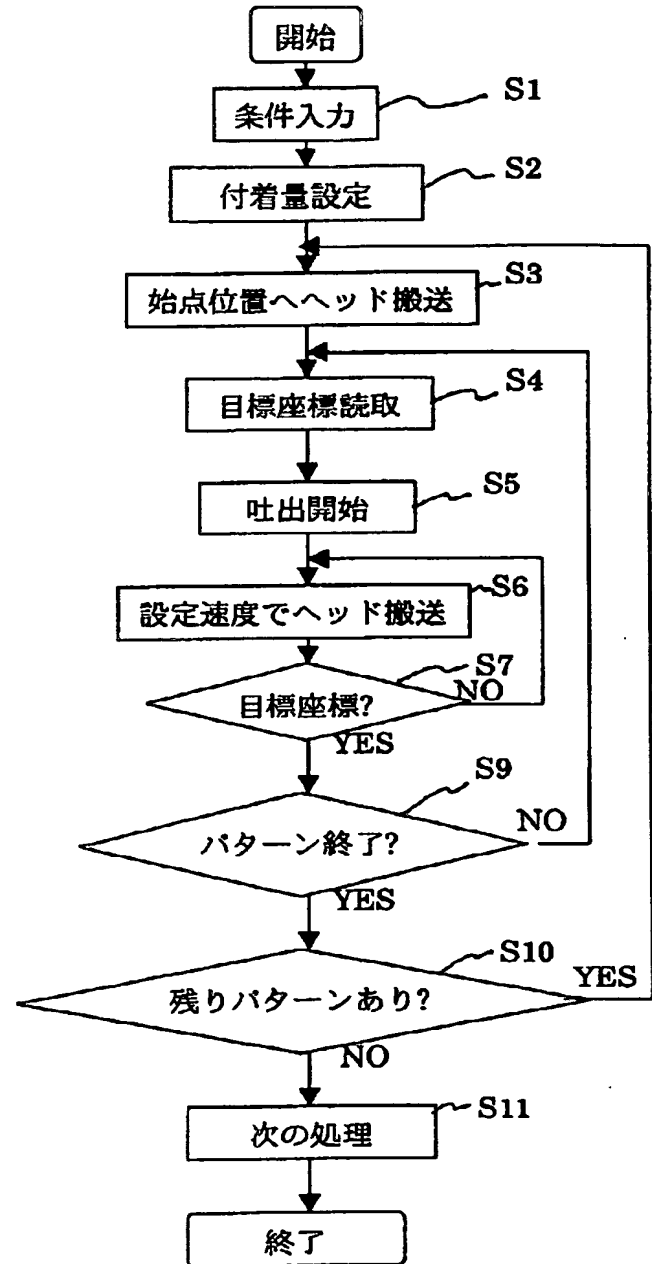 開始
S1
条件入力
S2
付着量設定
S3
始点位置へヘッド搬送
S4
目標座標読取
S5
吐出開始
S6
設定速度でヘッド搬送
S7
目標座標?
NO
YES
S9
パターン終了?
NO
YES
S10
残りパターンあり?
YES
NO
S11
次の処理
終了